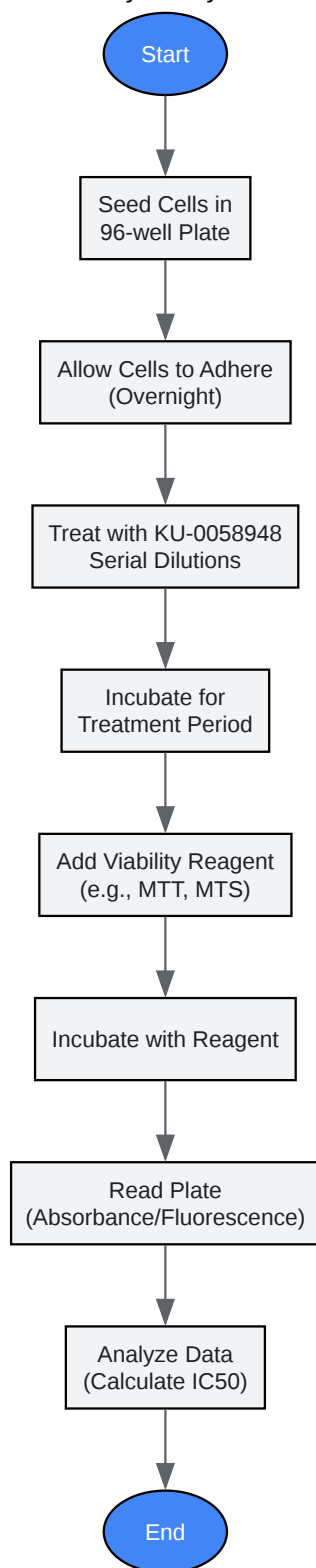 Start
Seed Cells in
96-well Plate
Allow Cells to Adhere
(Overnight)
Treat with KU-0058948
Serial Dilutions
Incubate for
Treatment Period
Add Viability Reagent
(e.g., MTT, MTS)
Incubate with Reagent
Read Plate
(Absorbance/Fluorescence)
Analyze Data
(Calculate IC50)
End